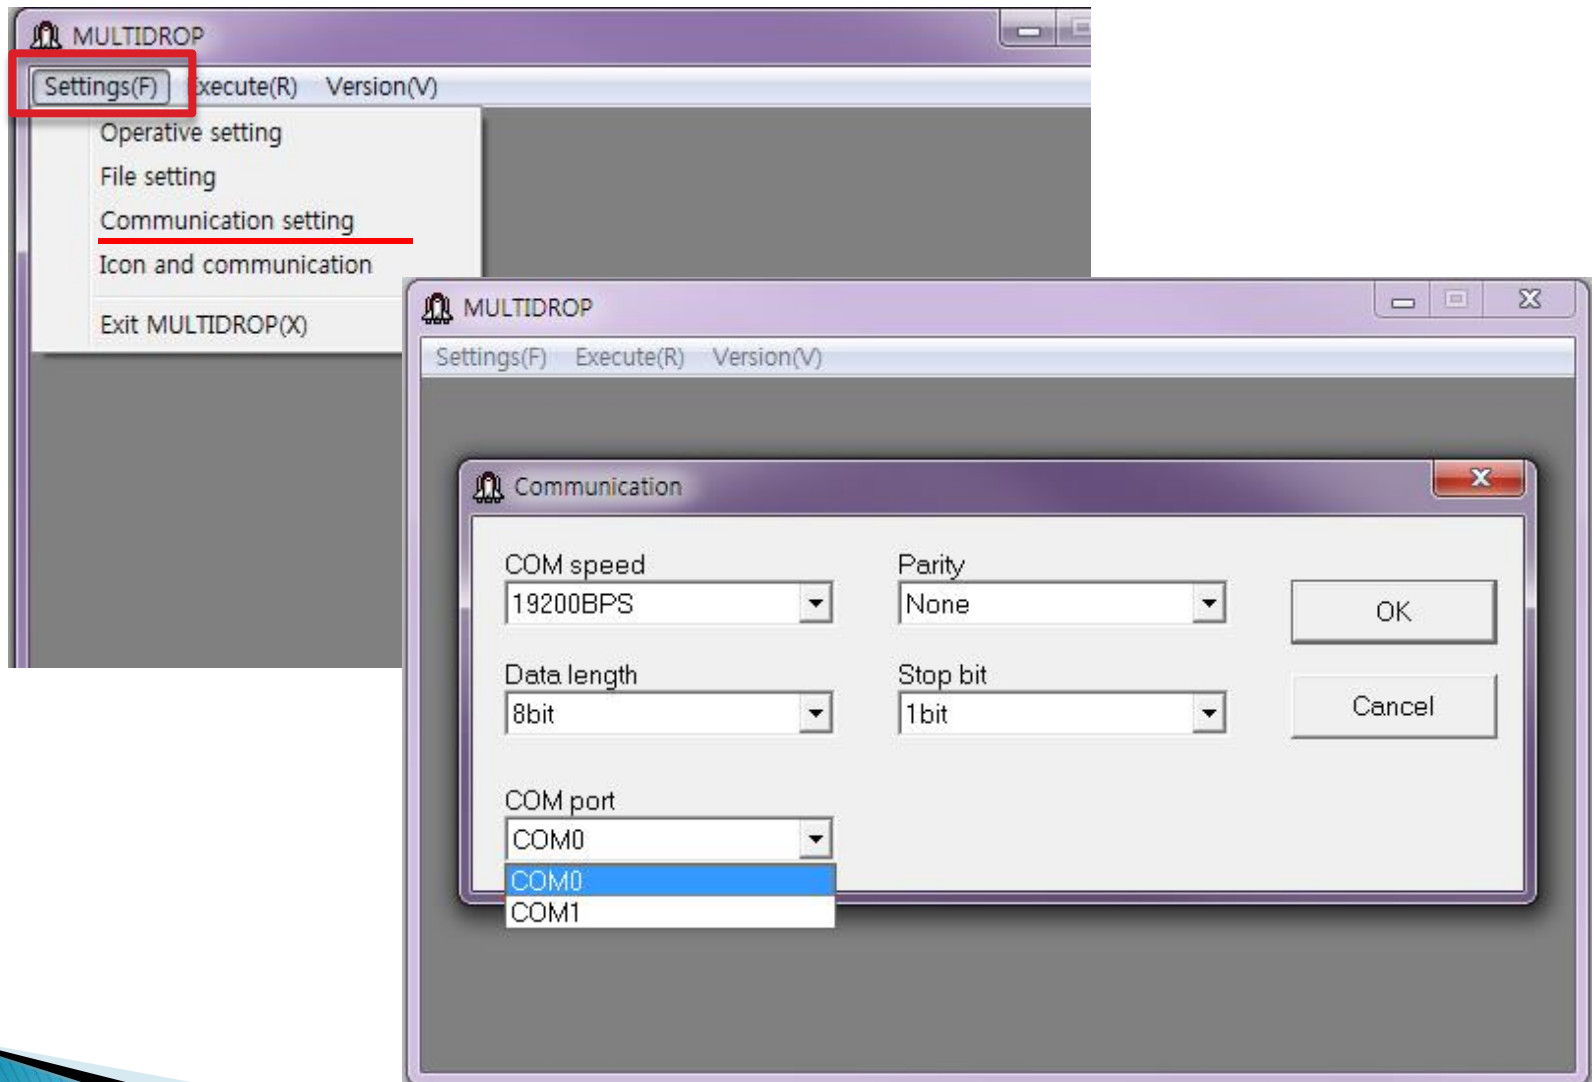 MULTIDROP
Settings(F) Execute(R) Version(V)
Operative setting
File setting
Communication setting
Icon and communication
Exit MULTIDROP(X)
MULTIDROP
Settings(F) Execute(R) Version(V)
Communication
COM speed
19200BPS
Parity
None
OK
Data length
8bit
Stop bit
1bit
Cancel
COM port
COM0
COM0
COM1